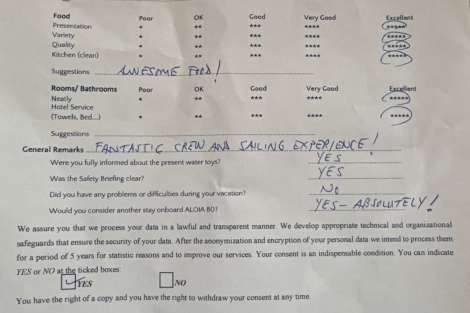 Food Poor OK Good Very Good Excellent
Presentation * ** *** **** *****
Variety * ** *** **** *****
Quality * ** *** **** *****
Kitchen (clean) * ** *** **** *****
Suggestions AWESOME FOOD!
Rooms/ Bathrooms Poor OK Good Very Good Excellent
Neatly * ** *** **** *****
Hotel Service
(Towels, Bed...) * ** *** **** *****
Suggestions
General Remarks FANTASTIC CREW AND SAILING EXPERIENCE!
Were you fully informed about the present water toys? YES
Was the Safety Briefing clear? YES
Did you have any problems or difficulties during your vacation? NO
Would you consider another stay onboard ALOIA 80? YES - ABSOLUTELY!
We assure you that we process your data in a lawful and transparent manner. We develop appropriate technical and organizational
safeguards that ensure the security of your data. After the anonymization and encryption of your personal data we intend to process them
for a period of 5 years for statistic reasons and to improve our services. Your consent is an indispensable condition. You can indicate
YES or NO at the ticked boxes:
YES NO
You have the right of a copy and you have the right to withdraw your consent at any time